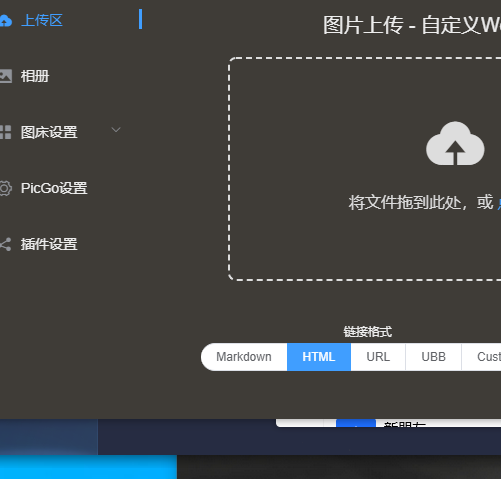 上传区
相册
图床设置
PicGo设置
插件设置
图片上传 - 自定义W
将文件拖到此处，或
链接格式
Markdown HTML URL UBB Cust
新朋友